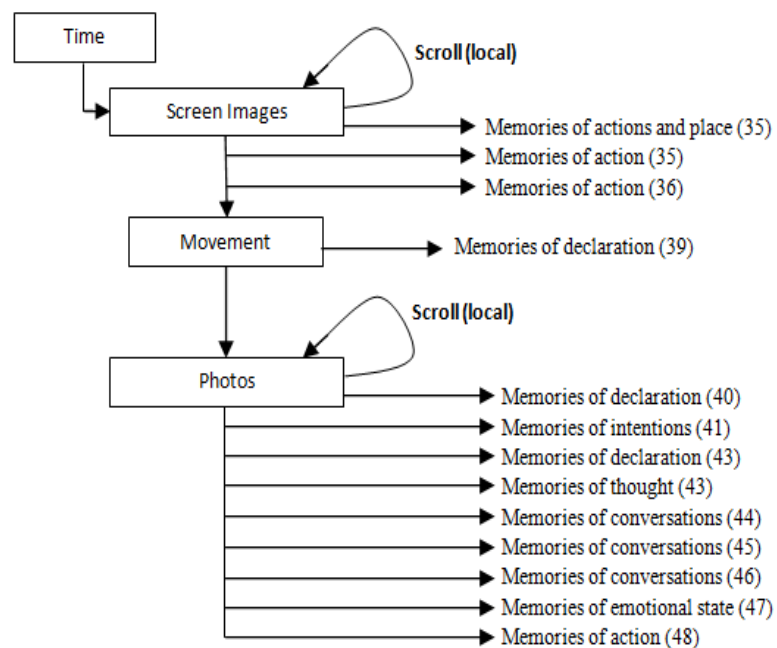 Time
Scroll (local)
Screen Images
Memories of actions and place (35)
Memories of action (35)
Memories of action (36)
Movement
Memories of declaration (39)
Scroll (local)
Photos
Memories of declaration (40)
Memories of intentions (41)
Memories of declaration (43)
Memories of thought (43)
Memories of conversations (44)
Memories of conversations (45)
Memories of conversations (46)
Memories of emotional state (47)
Memories of action (48)